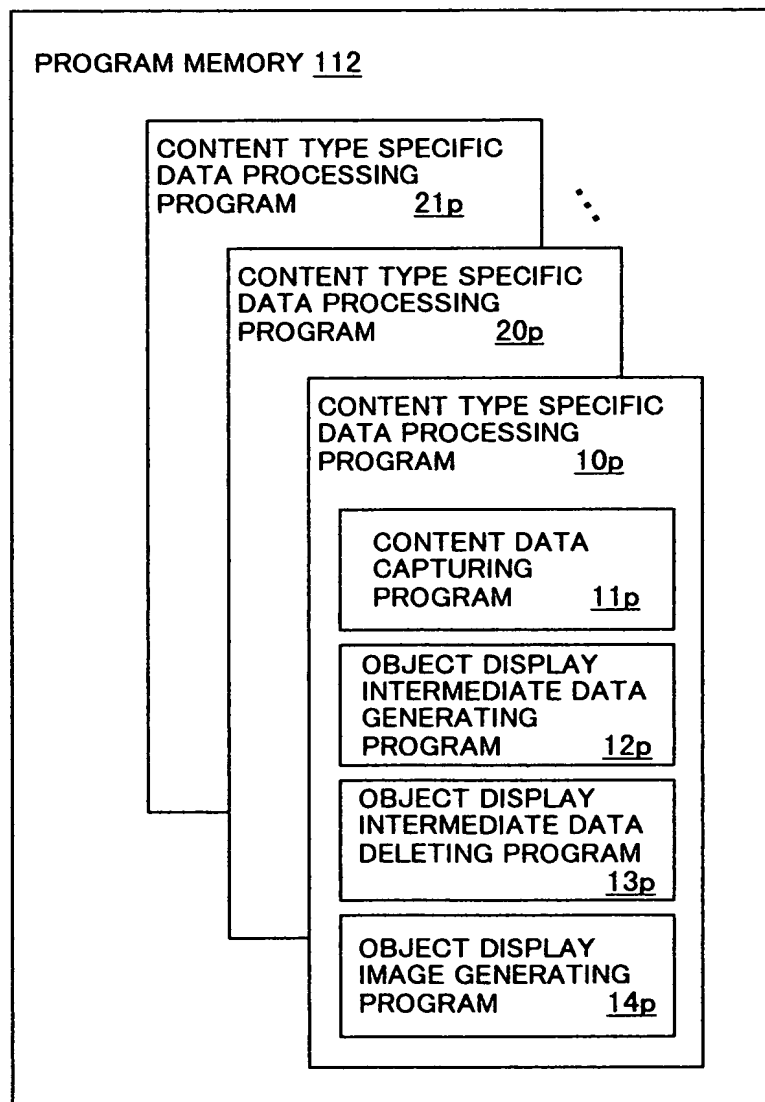 PROGRAM MEMORY 112
CONTENT TYPE SPECIFIC
DATA PROCESSING
PROGRAM 21p
CONTENT TYPE SPECIFIC
DATA PROCESSING
PROGRAM 20p
CONTENT TYPE SPECIFIC
DATA PROCESSING
PROGRAM 10p
CONTENT DATA
CAPTURING
PROGRAM 11p
OBJECT DISPLAY
INTERMEDIATE DATA
GENERATING
PROGRAM 12p
OBJECT DISPLAY
INTERMEDIATE DATA
DELETING PROGRAM
13p
OBJECT DISPLAY
IMAGE GENERATING
PROGRAM 14p